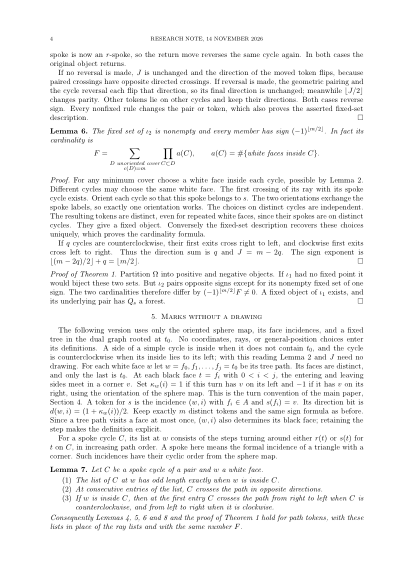 4 RESEARCH NOTE, 14 NOVEMBER 2026
spoke is now an r-spoke, so the return move reverses the same cycle again. In both cases the
original object returns.
If no reversal is made, J is unchanged and the direction of the moved token flips, because
paired crossings have opposite directed crossings. If reversal is made, the geometric pairing and
the cycle reversal each flip that direction, so its final direction is unchanged; meanwhile ⌊J/2⌋
changes parity. Other tokens lie on other cycles and keep their directions. Both cases reverse
sign. Every nonfixed rule changes the pair or token, which also proves the asserted fixed-set
description. □
Lemma 6. The fixed set of ι₂ is nonempty and every member has sign (−1)^{⌊m/2⌋}. In fact its
cardinality is
F = ∑ ∏ a(C), a(C) = #{white faces inside C}.
D unoriented cover C⊂D
c(D)=m
Proof. For any minimum cover choose a white face inside each cycle, possible by Lemma 2.
Different cycles may choose the same white face. The first crossing of its ray with its spoke
cycle exists. Orient each cycle so that this spoke belongs to s. The two orientations exchange the
spoke labels, so exactly one orientation works. The choices on distinct cycles are independent.
The resulting tokens are distinct, even for repeated white faces, since their spokes are on distinct
cycles. They give a fixed object. Conversely the fixed-set description recovers these choices
uniquely, which proves the cardinality formula.
If q cycles are counterclockwise, their first exits cross right to left, and clockwise first exits
cross left to right. Thus the direction sum is q and J = m − 2q. The sign exponent is
⌊(m − 2q)/2⌋ + q = ⌊m/2⌋. □
Proof of Theorem 1. Partition Ω into positive and negative objects. If ι₁ had no fixed point it
would biject these two sets. But ι₂ pairs opposite signs except for its nonempty fixed set of one
sign. The two cardinalities therefore differ by (−1)^{⌊m/2⌋}F ≠ 0. A fixed object of ι₁ exists, and
its underlying pair has Qₛ a forest. □
5. Marks without a drawing
The following version uses only the oriented sphere map, its face incidences, and a fixed
tree in the dual graph rooted at t₀. No coordinates, rays, or general-position choices enter
its definitions. A side of a simple cycle is inside when it does not contain t₀, and the cycle
is counterclockwise when its inside lies to its left; with this reading Lemma 2 and J need no
drawing. For each white face w let w = f₀, f₁, . . . , fⱼ = t₀ be its tree path. Its faces are distinct,
and only the last is t₀. At each black face t = fᵢ with 0 < i < j, the entering and leaving
sides meet in a corner v. Set κ_w(i) = 1 if this turn has v on its left and −1 if it has v on its
right, using the orientation of the sphere map. This is the turn convention of the main paper,
Section 4. A token for s is the incidence (w, i) with fᵢ ∈ A and s(fᵢ) = v. Its direction bit is
d(w, i) = (1 + κ_w(i))/2. Keep exactly m distinct tokens and the same sign formula as before.
Since a tree path visits a face at most once, (w, i) also determines its black face; retaining the
step makes the definition explicit.
For a spoke cycle C, its list at w consists of the steps turning around either r(t) or s(t) for
t on C, in increasing path order. A spoke here means the formal incidence of a triangle with a
corner. Such incidences have their cyclic order from the sphere map.
Lemma 7. Let C be a spoke cycle of a pair and w a white face.
(1) The list of C at w has odd length exactly when w is inside C.
(2) At consecutive entries of the list, C crosses the path in opposite directions.
(3) If w is inside C, then at the first entry C crosses the path from right to left when C is
counterclockwise, and from left to right when it is clockwise.
Consequently Lemmas 4, 5, 6 and 8 and the proof of Theorem 1 hold for path tokens, with these
lists in place of the ray lists and with the same number F.